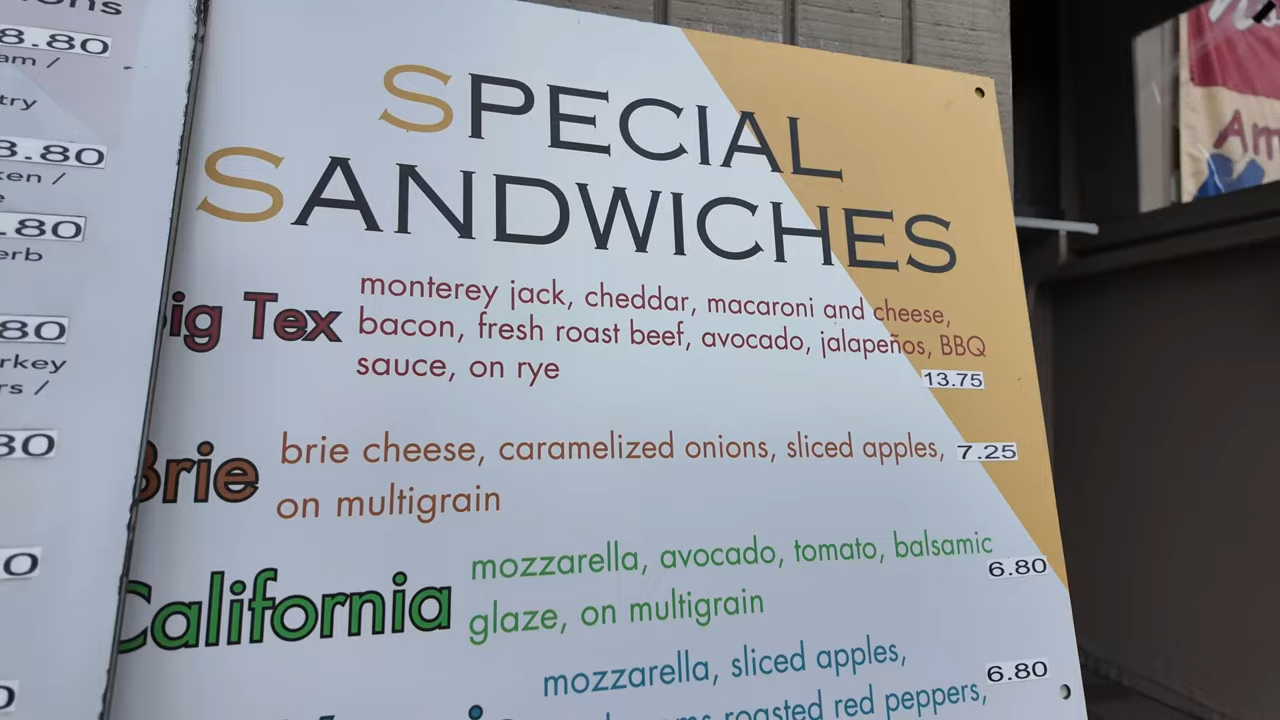 8.80
am /
try
8.80
ken /
.80
erb
80
rkey
rs /
80
SPECIAL
SANDWICHES
Big Tex
monterey jack, cheddar, macaroni and cheese,
bacon, fresh roast beef, avocado, jalapeños, BBQ
sauce, on rye
13.75
Brie
brie cheese, caramelized onions, sliced apples,
7.25
on multigrain
California
mozzarella, avocado, tomato, balsamic
6.80
glaze, on multigrain
mozzarella, sliced apples,
6.80
roasted red peppers,
Am